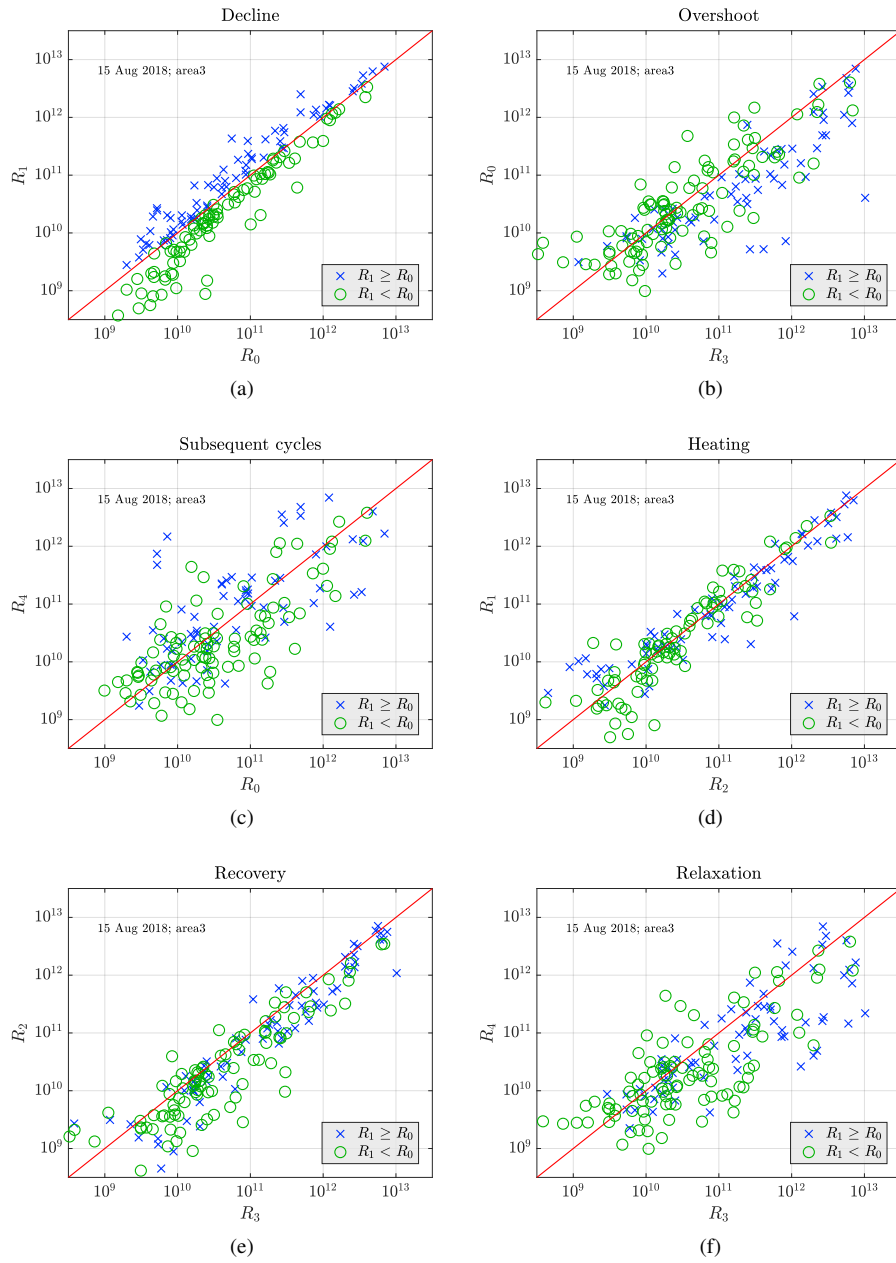 Decline
10^13
10^12
10^11
10^10
10^9
R_1
15 Aug 2018; area3
R_1 ≥ R_0
R_1 < R_0
10^9 10^10 10^11 10^12 10^13
R_0
(a)
Overshoot
10^13
10^12
10^11
10^10
10^9
R_0
15 Aug 2018; area3
R_1 ≥ R_0
R_1 < R_0
10^9 10^10 10^11 10^12 10^13
R_3
(b)
Subsequent cycles
10^13
10^12
10^11
10^10
10^9
R_4
15 Aug 2018; area3
R_1 ≥ R_0
R_1 < R_0
10^9 10^10 10^11 10^12 10^13
R_0
(c)
Heating
10^13
10^12
10^11
10^10
10^9
R_1
15 Aug 2018; area3
R_1 ≥ R_0
R_1 < R_0
10^9 10^10 10^11 10^12 10^13
R_2
(d)
Recovery
10^13
10^12
10^11
10^10
10^9
R_2
15 Aug 2018; area3
R_1 ≥ R_0
R_1 < R_0
10^9 10^10 10^11 10^12 10^13
R_3
(e)
Relaxation
10^13
10^12
10^11
10^10
10^9
R_4
15 Aug 2018; area3
R_1 ≥ R_0
R_1 < R_0
10^9 10^10 10^11 10^12 10^13
R_3
(f)